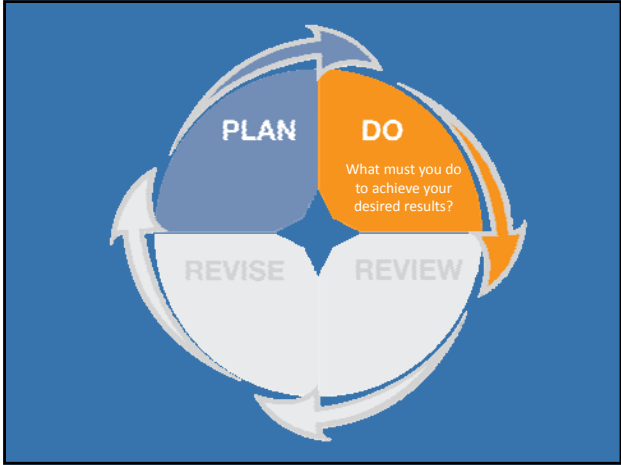 PLAN
DO
What must you do
to achieve your
desired results?
REVISE
REVIEW